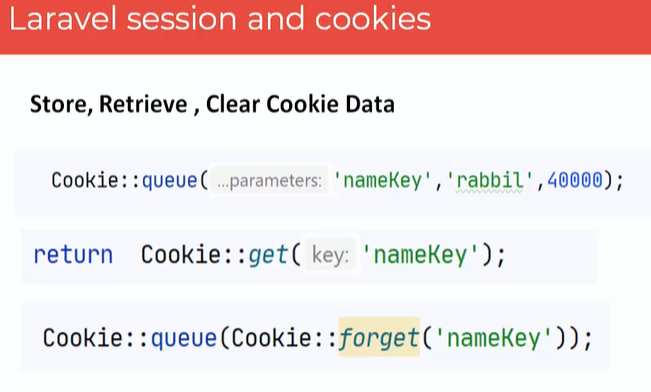 Laravel session and cookies
Store, Retrieve , Clear Cookie Data
Cookie::queue( ...parameters: 'nameKey','rabbil',40000);
return Cookie::get( key: 'nameKey');
Cookie::queue(Cookie::forget('nameKey'));